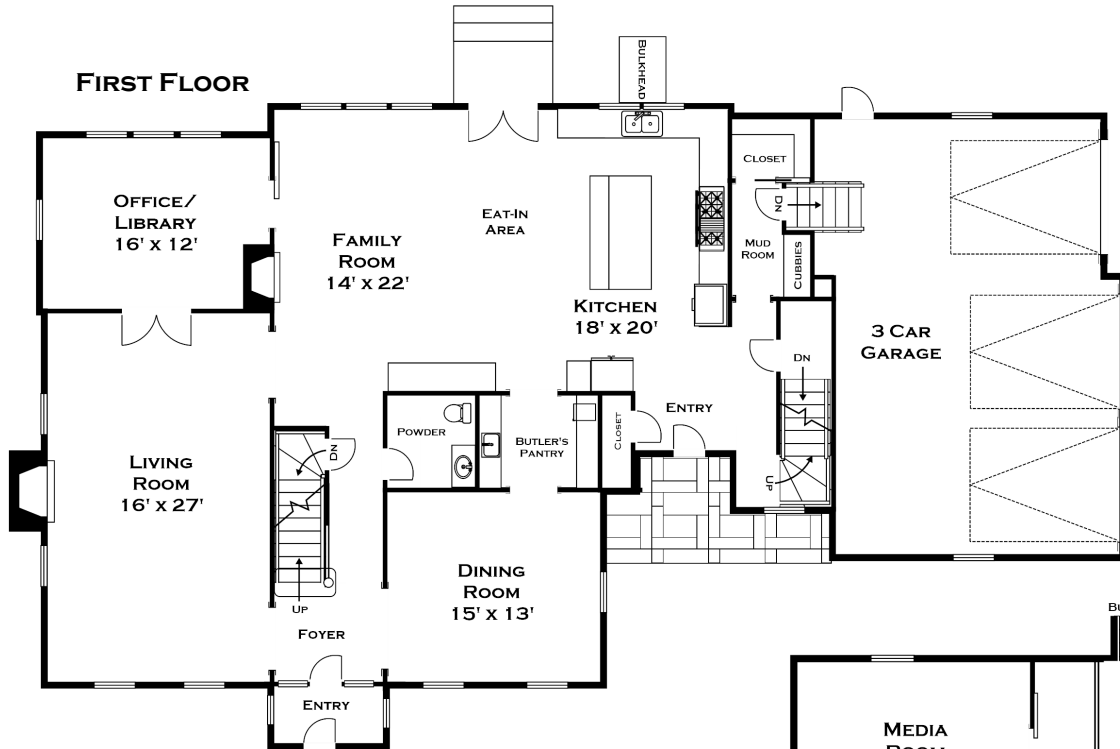 FIRST FLOOR
BULKHEAD
OFFICE/
LIBRARY
16' X 12'
FAMILY
ROOM
14' X 22'
EAT-IN
AREA
KITCHEN
18' X 20'
CLOSET
DN
MUD
ROOM
CUBBIES
3 CAR
GARAGE
DN
UP
ENTRY
CLOSET
BUTLER'S
PANTRY
POWDER
DN
LIVING
ROOM
16' X 27'
UP
FOYER
DINING
ROOM
15' X 13'
ENTRY
MEDIA
ROOM